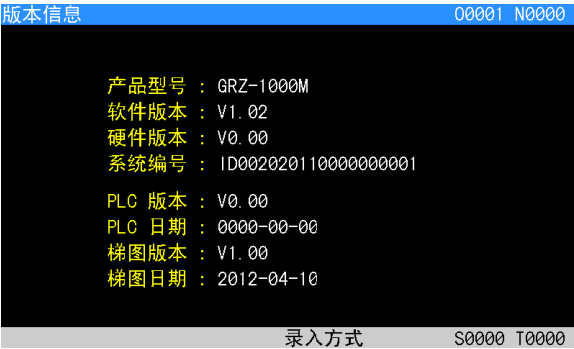 版本信息 O0001 N0000
产品型号 : GRZ-1000M
软件版本 : V1.02
硬件版本 : V0.00
系统编号 : ID002020110000000001
PLC 版本 : V0.00
PLC 日期 : 0000-00-00
梯图版本 : V1.00
梯图日期 : 2012-04-10
录入方式 S0000 T0000